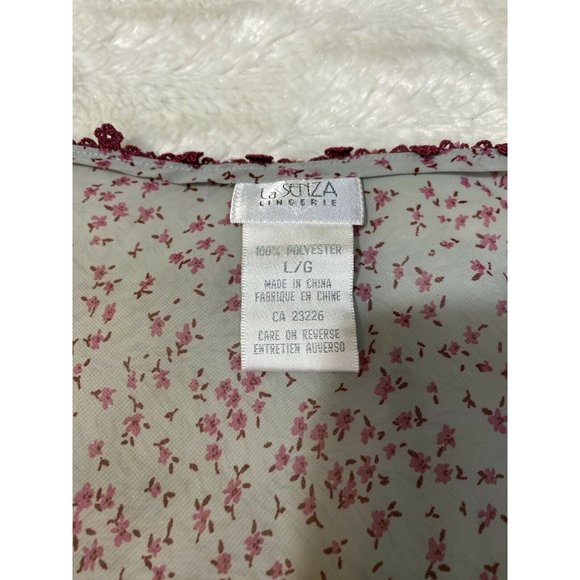 La SENZA
LINGERIE
100% POLYESTER
L/G
MADE IN CHINA
FABRIQUE EN CHINE
CA 23226
CARE ON REVERSE
ENTRETIEN AUVERSO